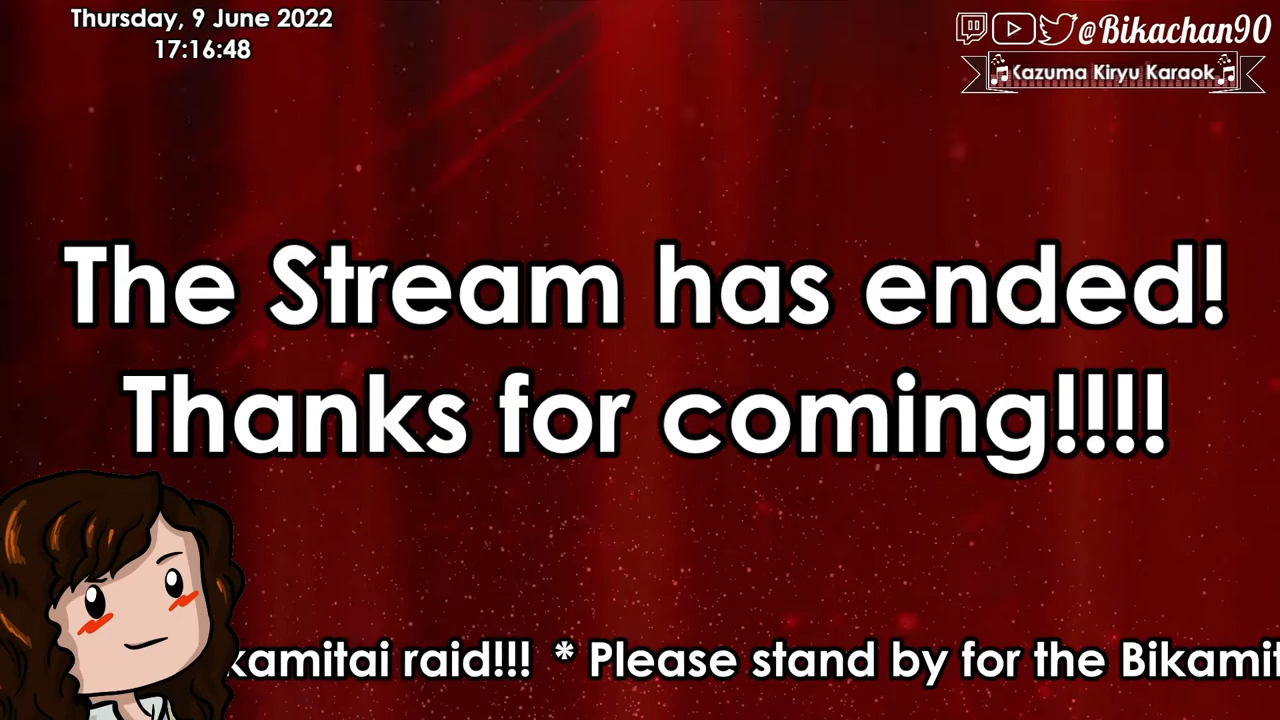 Thursday, 9 June 2022
17:16:48
@Bikachan90
Kazuma Kiryu Karaok
The Stream has ended!
Thanks for coming!!!!
kamitai raid!!! * Please stand by for the Bikamit